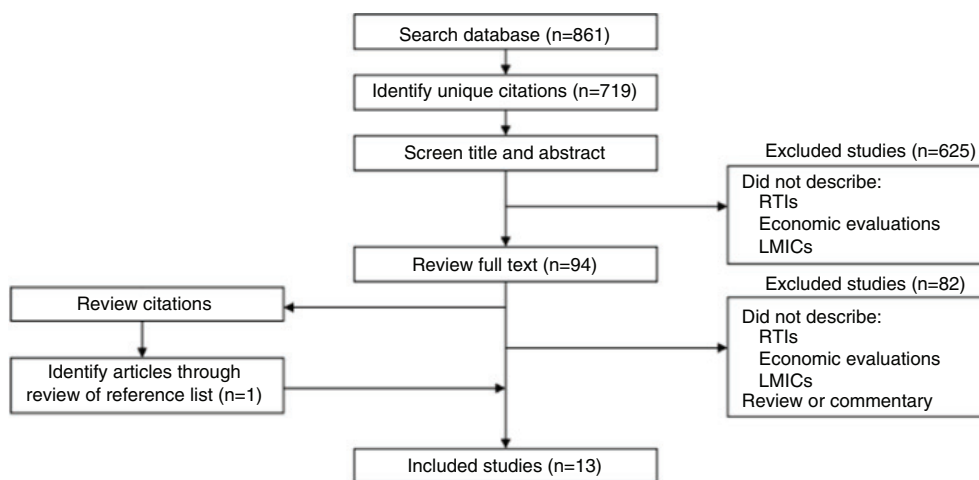 Search database (n=861)
Identify unique citations (n=719)
Screen title and abstract
Excluded studies (n=625)
Did not describe:
RTIs
Economic evaluations
LMICs
Review full text (n=94)
Excluded studies (n=82)
Did not describe:
RTIs
Economic evaluations
LMICs
Review or commentary
Review citations
Identify articles through
review of reference list (n=1)
Included studies (n=13)